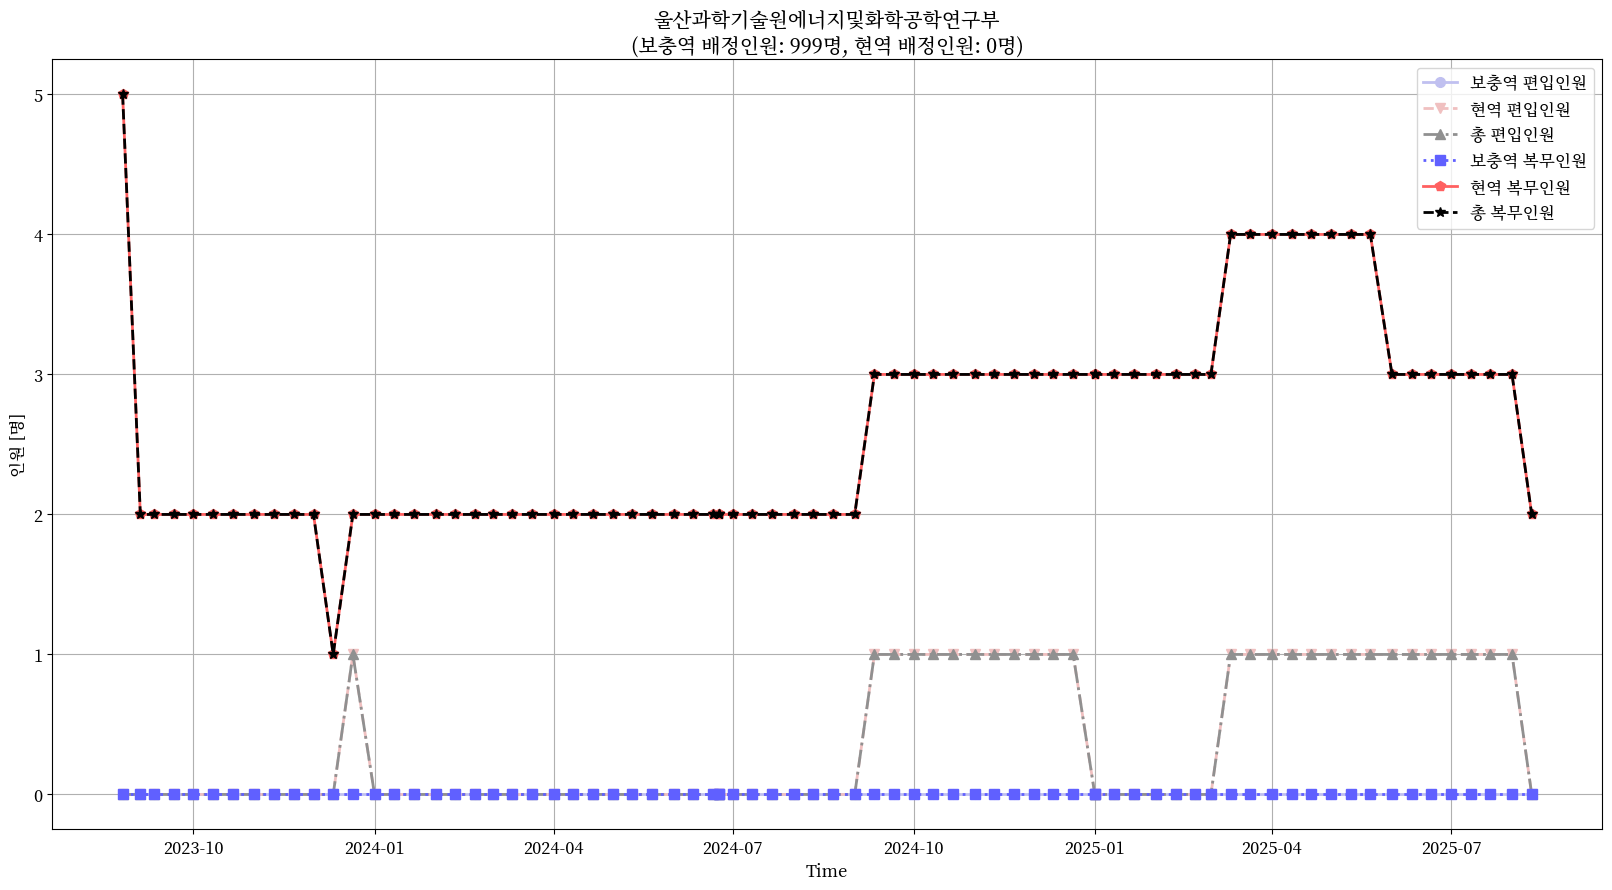 울산과학기술원에너지및화학공학연구부
(보충역 배정인원: 999명, 현역 배정인원: 0명)
보충역 편입인원
현역 편입인원
총 편입인원
보충역 복무인원
현역 복무인원
총 복무인원
인원 [명]
5
4
3
2
1
0
2023-10
2024-01
2024-04
2024-07
2024-10
2025-01
2025-04
2025-07
Time